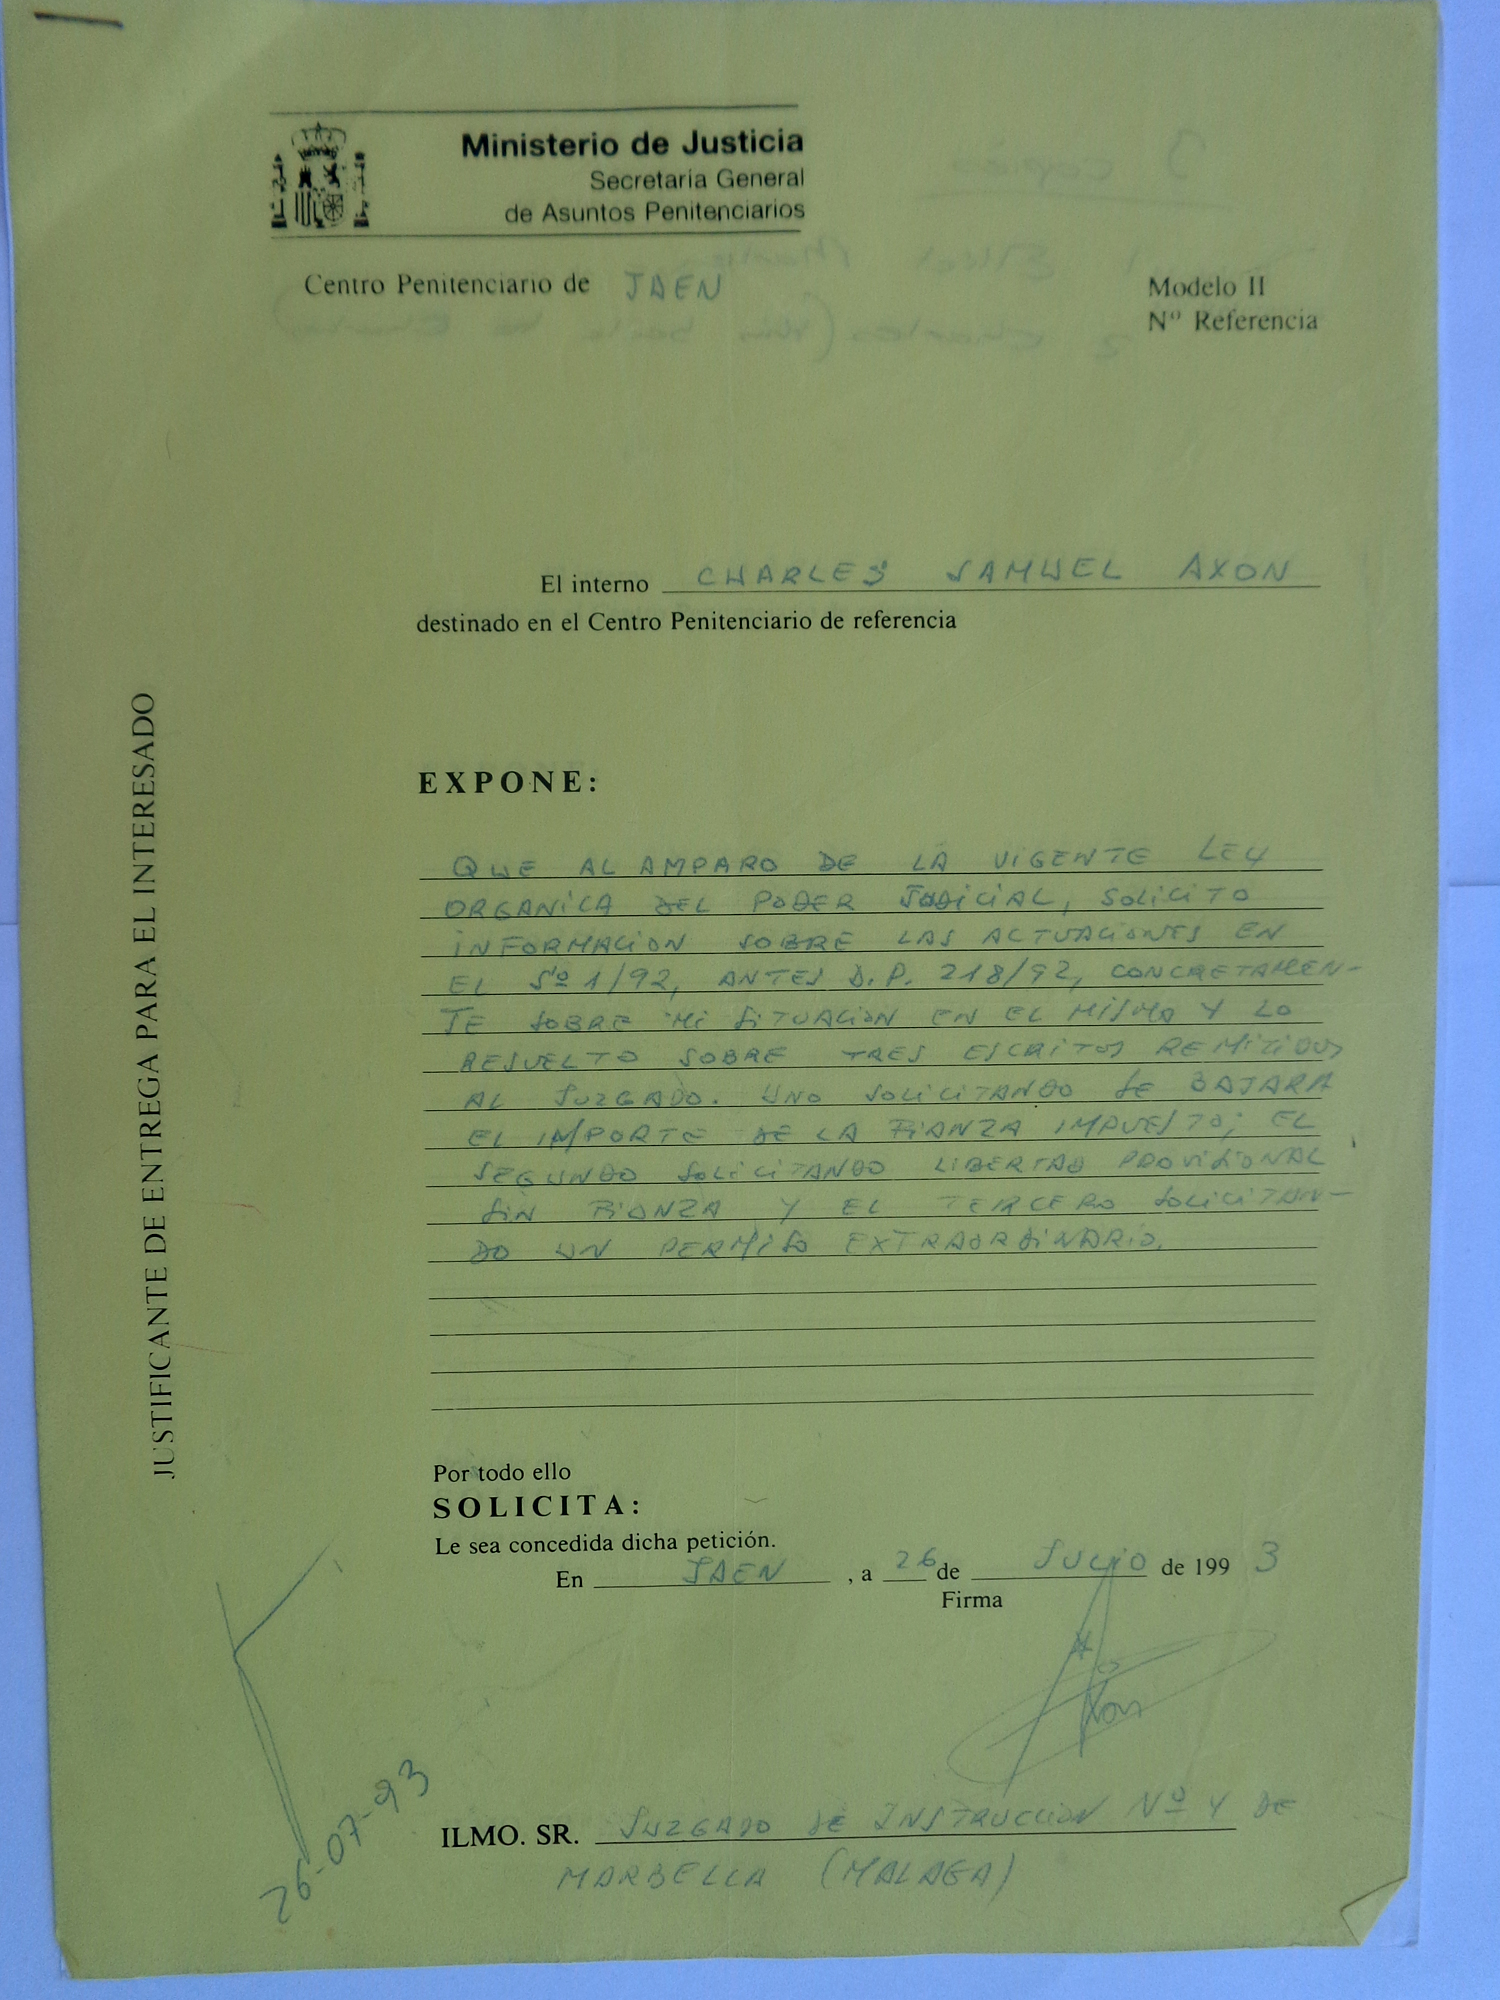 Ministerio de Justicia
Secretaría General
de Asuntos Penitenciarios
Centro Penitenciario de JAEN
Modelo II
Nº Referencia
El interno CHARLES SAMUEL AXON
destinado en el Centro Penitenciario de referencia
JUSTIFICANTE DE ENTREGA PARA EL INTERESADO
EXPONE:
QUE AL AMPARO DE LA VIGENTE LEY
ORGANICA DEL PODER JUDICIAL, SOLICITO
INFORMACION SOBRE LAS ACTUACIONES EN
EL Sº 1/92, ANTES D.P. 218/92, CONCRETAMEN-
TE SOBRE MI SITUACION EN EL MISMO Y LO
RESUELTO SOBRE TRES ESCRITOS REMITIDOS
AL JUZGADO. UNO SOLICITANDO SE BAJARA
EL IMPORTE DE LA FIANZA IMPUESTO; EL
SEGUNDO SOLICITANDO LIBERTAD PROVISIONAL
SIN FIANZA Y EL TERCERO SOLICITAN-
DO UN PERMISO EXTRAORDINARIO.
Por todo ello
SOLICITA:
Le sea concedida dicha petición.
En JAEN, a 26 de JULIO de 1993
Firma
Axon
26-07-93
ILMO. SR. JUZGADO DE INSTRUCCION Nº 4 DE
MARBELLA (MALAGA)